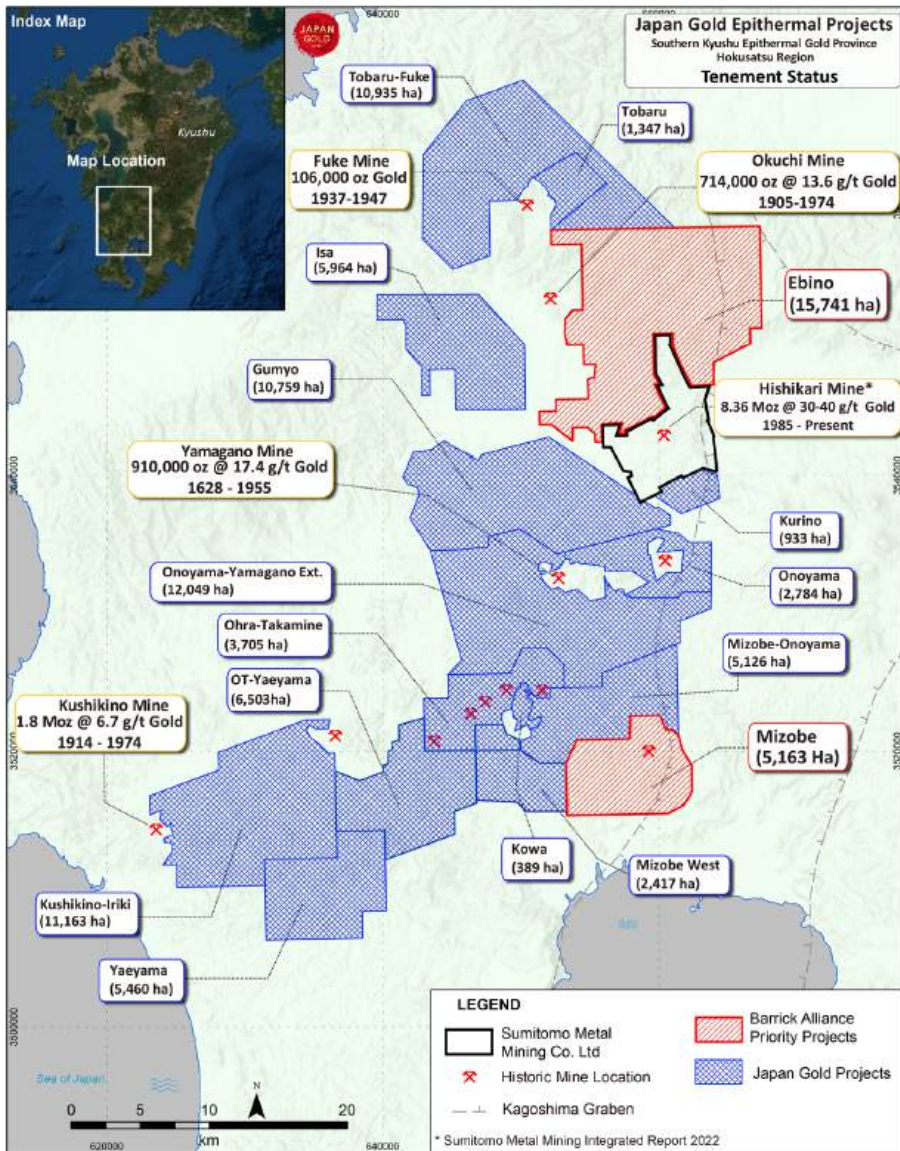 Index Map
Kyushu
Map Location
JAPAN
GOLD
640000
Japan Gold Epithermal Projects
Southern Kyushu Epithermal Gold Province
Hokusatsu Region
Tenement Status
Tobaru-Fuke
(10,935 ha)
Tobaru
(1,347 ha)
Fuke Mine
106,000 oz Gold
1937-1947
Okuchi Mine
714,000 oz @ 13.6 g/t Gold
1905-1974
Isa
(5,964 ha)
Ebino
(15,741 ha)
Gumyo
(10,759 ha)
Hishikari Mine*
8.36 Moz @ 30-40 g/t Gold
1985 - Present
Yamagano Mine
910,000 oz @ 17.4 g/t Gold
1628 - 1955
3540000
3540000
Kurino
(933 ha)
Onoyama-Yamagano Ext.
(12,049 ha)
Onoyama
(2,784 ha)
Ohra-Takamine
(3,705 ha)
Mizobe-Onoyama
(5,126 ha)
OT-Yaeyama
(6,503ha)
Kushikino Mine
1.8 Moz @ 6.7 g/t Gold
1914 - 1974
Mizobe
(5,163 Ha)
3520000
3520000
Kowa
(389 ha)
Mizobe West
(2,417 ha)
Kushikino-Iriki
(11,163 ha)
Yaeyama
(5,460 ha)
3500000
Sea of Japan
N
0 5 10 20
km
620000
640000
LEGEND
Sumitomo Metal
Mining Co. Ltd
Barrick Alliance
Priority Projects
Historic Mine Location
Japan Gold Projects
Kagoshima Graben
* Sumitomo Metal Mining Integrated Report 2022